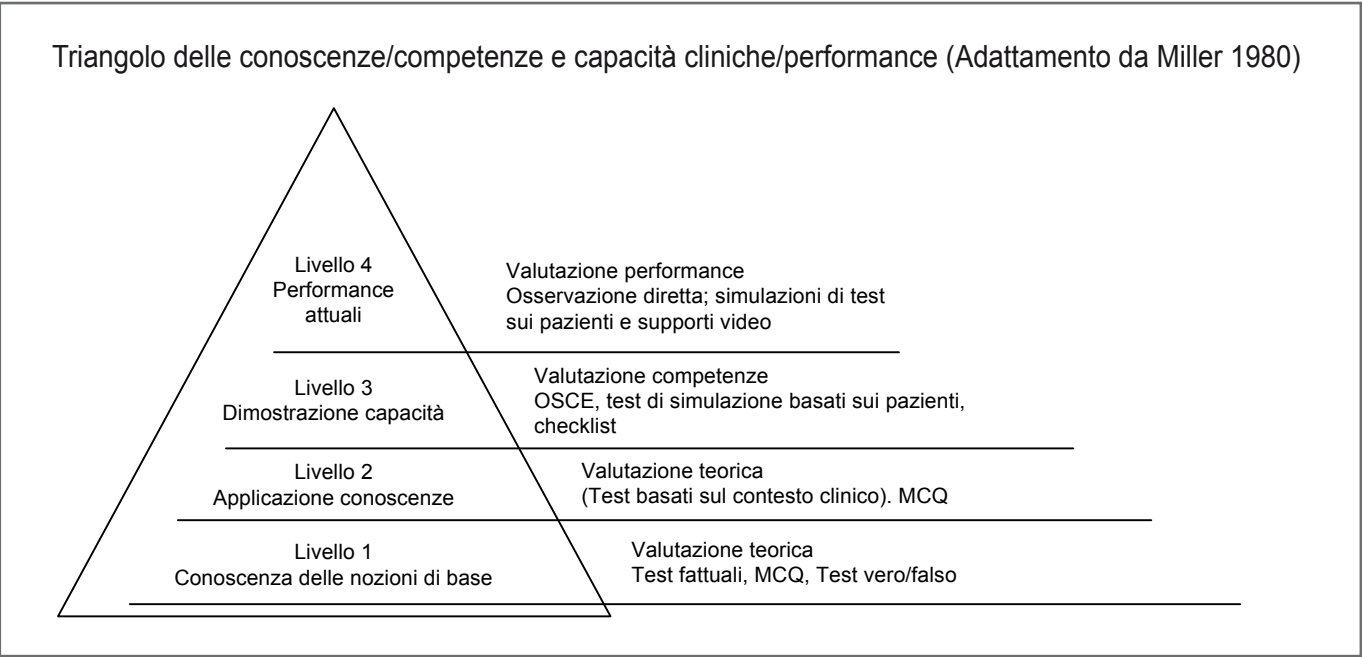 Triangolo delle conoscenze/competenze e capacità cliniche/performance (Adattamento da Miller 1980)
Livello 4
Performance
attuali
Valutazione performance
Osservazione diretta; simulazioni di test
sui pazienti e supporti video
Livello 3
Dimostrazione capacità
Valutazione competenze
OSCE, test di simulazione basati sui pazienti,
checklist
Livello 2
Applicazione conoscenze
Valutazione teorica
(Test basati sul contesto clinico). MCQ
Livello 1
Conoscenza delle nozioni di base
Valutazione teorica
Test fattuali, MCQ, Test vero/falso